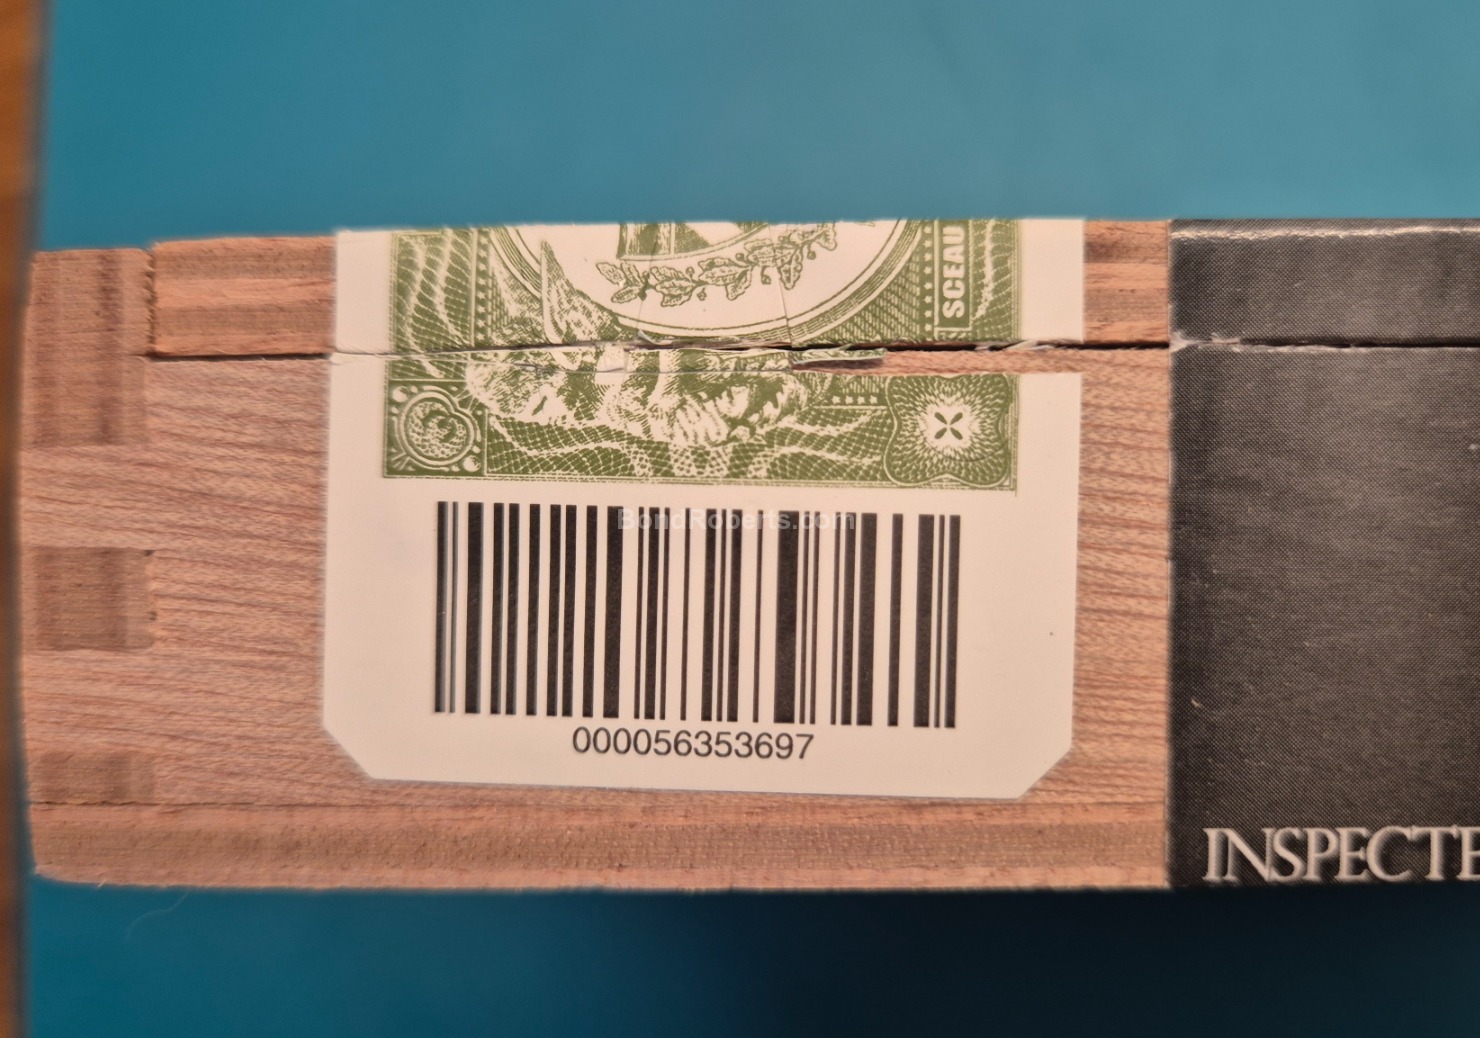 SCEAU
BondRoberts.com
000056353697
INSPECTE